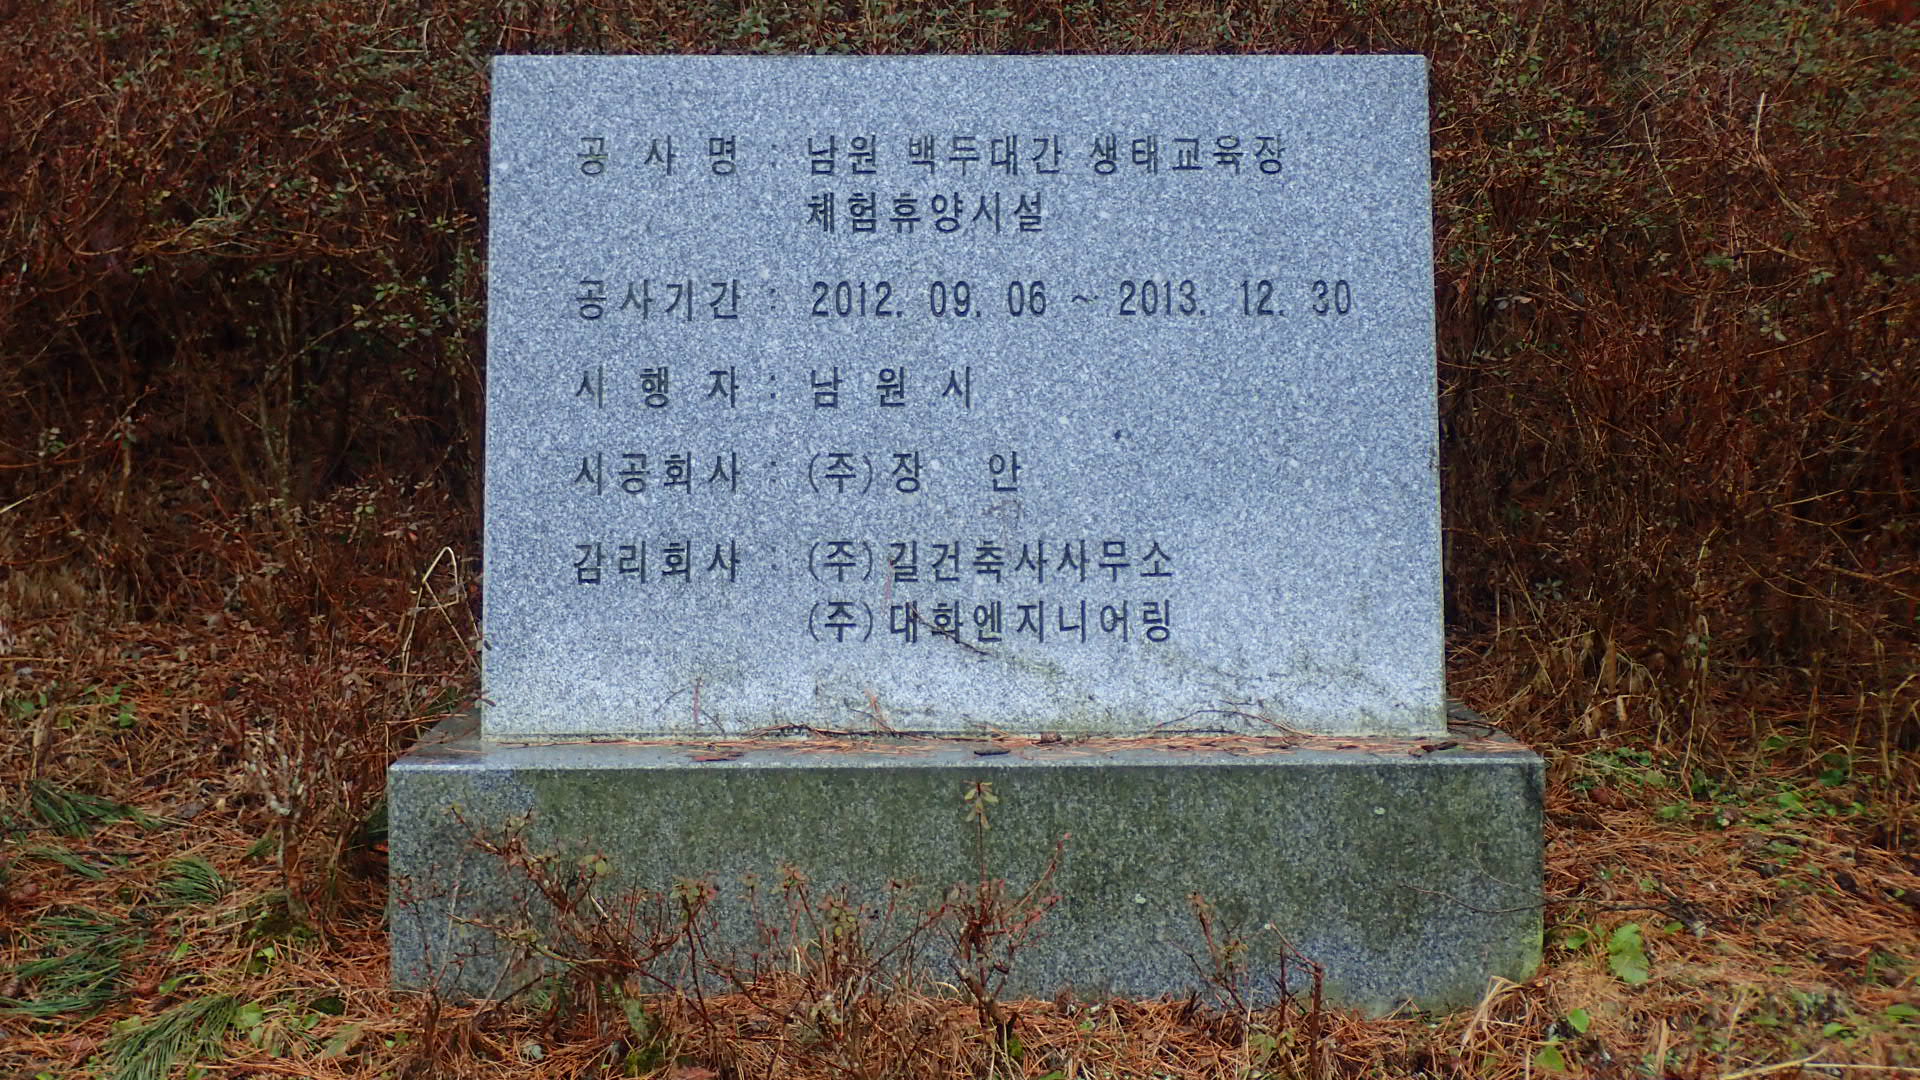 공 사 명 : 남원 백두대간 생태교육장
체험휴양시설
공사기간 : 2012. 09. 06 ~ 2013. 12. 30
시 행 자 : 남 원 시
시공회사 : (주) 장 안
감리회사 : (주) 길건축사사무소
(주) 대화엔지니어링